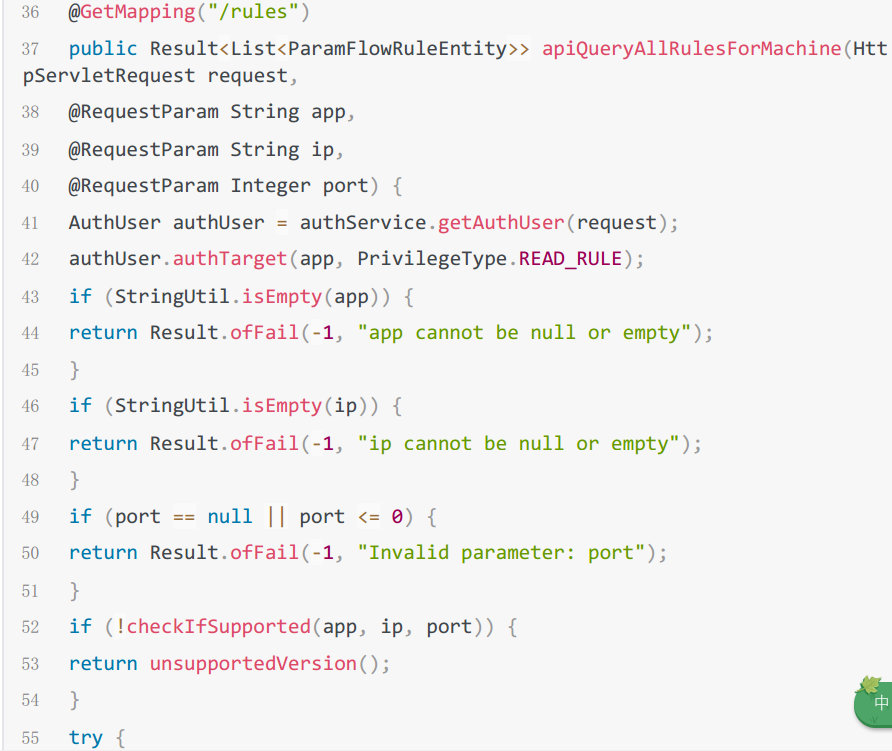 36 @GetMapping("/rules")
37 public Result<List<ParamFlowRuleEntity>> apiQueryAllRulesForMachine(Htt
pServletRequest request,
38 @RequestParam String app,
39 @RequestParam String ip,
40 @RequestParam Integer port) {
41 AuthUser authUser = authService.getAuthUser(request);
42 authUser.authTarget(app, PrivilegeType.READ_RULE);
43 if (StringUtil.isEmpty(app)) {
44 return Result.ofFail(-1, "app cannot be null or empty");
45 }
46 if (StringUtil.isEmpty(ip)) {
47 return Result.ofFail(-1, "ip cannot be null or empty");
48 }
49 if (port == null || port <= 0) {
50 return Result.ofFail(-1, "Invalid parameter: port");
51 }
52 if (!checkIfSupported(app, ip, port)) {
53 return unsupportedVersion();
54 }
中
55 try {